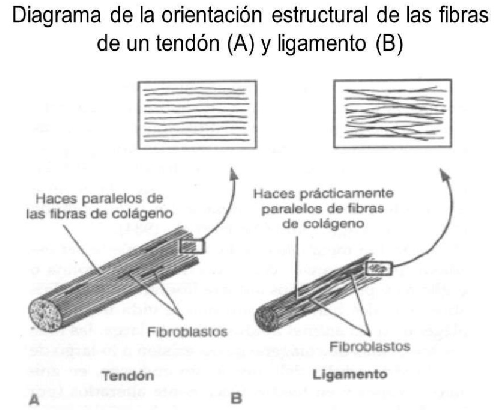 Diagrama de la orientación estructural de las fibras
de un tendón (A) y ligamento (B)
Haces paralelos de
las fibras de colágeno
Fibroblastos
Tendón
A
Haces prácticamente
paralelos de fibras
de colágeno
Fibroblastos
Ligamento
B